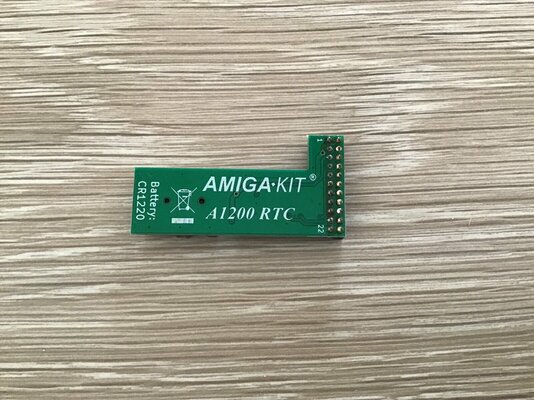 AMIGA·KIT®
A1200 RTC
Battery:
CR1220
1
22